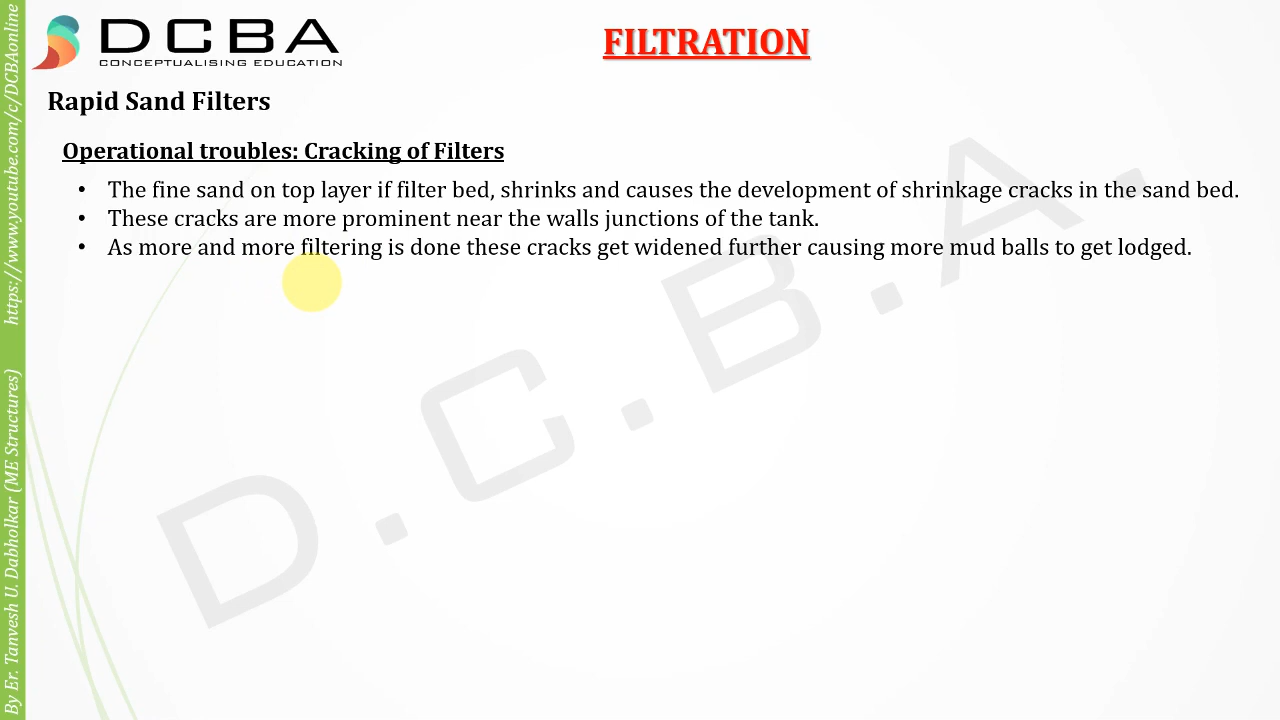 DCBA
CONCEPTUALISING EDUCATION
FILTRATION
Rapid Sand Filters
Operational troubles: Cracking of Filters
• The fine sand on top layer if filter bed, shrinks and causes the development of shrinkage cracks in the sand bed.
• These cracks are more prominent near the walls junctions of the tank.
• As more and more filtering is done these cracks get widened further causing more mud balls to get lodged.
D.C.B.A.
By Er. Tanvesh U. Dabholkar (ME Structures) https://www.youtube.com/c/DCBAonline